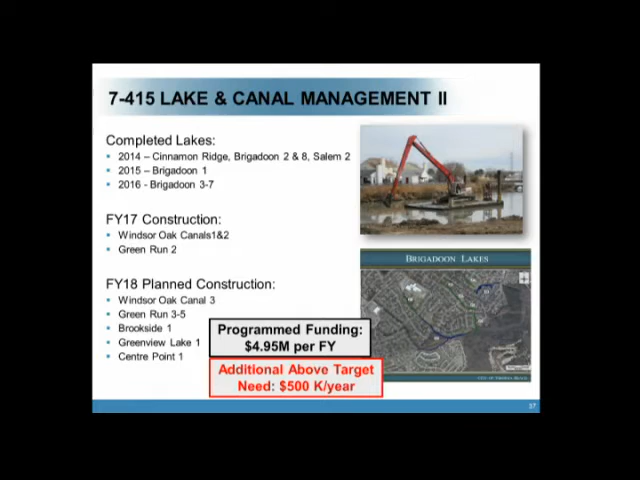 7-415 LAKE & CANAL MANAGEMENT II
Completed Lakes:
2014 – Cinnamon Ridge, Brigadoon 2 & 8, Salem 2
2015 – Brigadoon 1
2016 - Brigadoon 3-7
FY17 Construction:
Windsor Oak Canals1&2
Green Run 2
FY18 Planned Construction:
Windsor Oak Canal 3
Green Run 3-5
Brookside 1
Greenview Lake 1
Centre Point 1
BRIGADOON LAKES
Programmed Funding:
$4.95M per FY
Additional Above Target
Need: $500 K/year
37